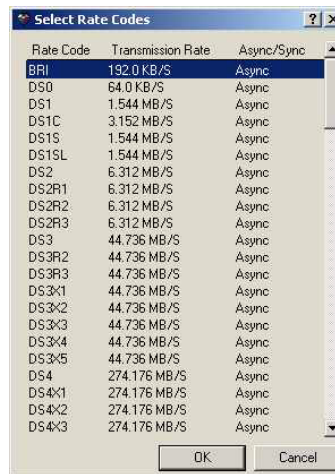 Select Rate Codes
Rate Code Transmission Rate Async/Sync
BRI 192.0 KB/S Async
DS0 64.0 KB/S Async
DS1 1.544 MB/S Async
DS1C 3.152 MB/S Async
DS1S 1.544 MB/S Async
DS1SL 1.544 MB/S Async
DS2 6.312 MB/S Async
DS2R1 6.312 MB/S Async
DS2R2 6.312 MB/S Async
DS2R3 6.312 MB/S Async
DS3 44.736 MB/S Async
DS3R2 44.736 MB/S Async
DS3R3 44.736 MB/S Async
DS3X1 44.736 MB/S Async
DS3X2 44.736 MB/S Async
DS3X3 44.736 MB/S Async
DS3X4 44.736 MB/S Async
DS3X5 44.736 MB/S Async
DS4 274.176 MB/S Async
DS4X1 274.176 MB/S Async
DS4X2 274.176 MB/S Async
DS4X3 274.176 MB/S Async
OK Cancel